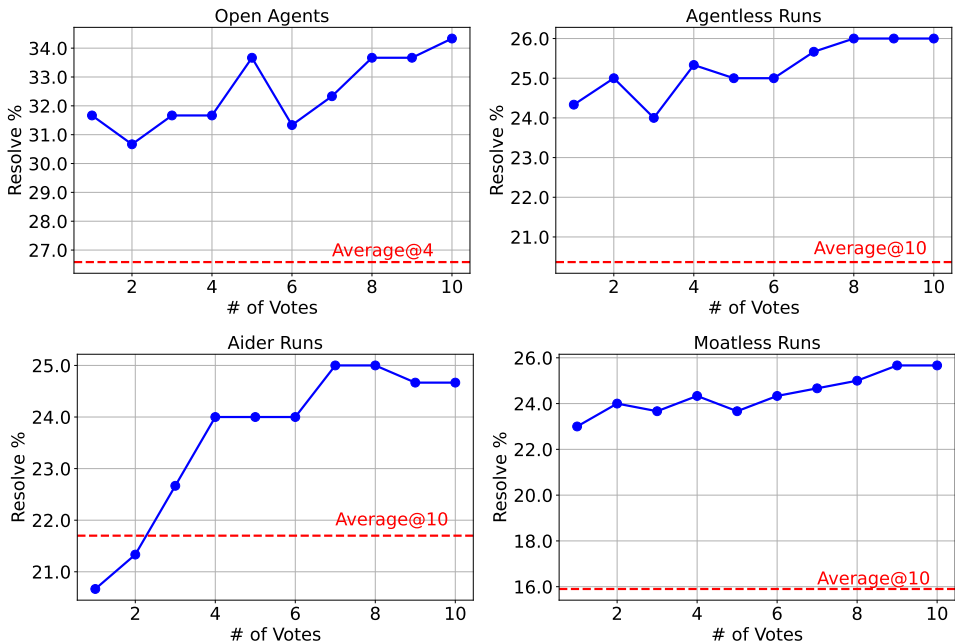 Open Agents
34.0
33.0
32.0
31.0
30.0
29.0
28.0
27.0
Resolve %
Average@4
2 4 6 8 10
# of Votes
Agentless Runs
26.0
25.0
24.0
23.0
22.0
21.0
Resolve %
Average@10
2 4 6 8 10
# of Votes
Aider Runs
25.0
24.0
23.0
22.0
21.0
Resolve %
Average@10
2 4 6 8 10
# of Votes
Moatless Runs
26.0
24.0
22.0
20.0
18.0
16.0
Resolve %
Average@10
2 4 6 8 10
# of Votes